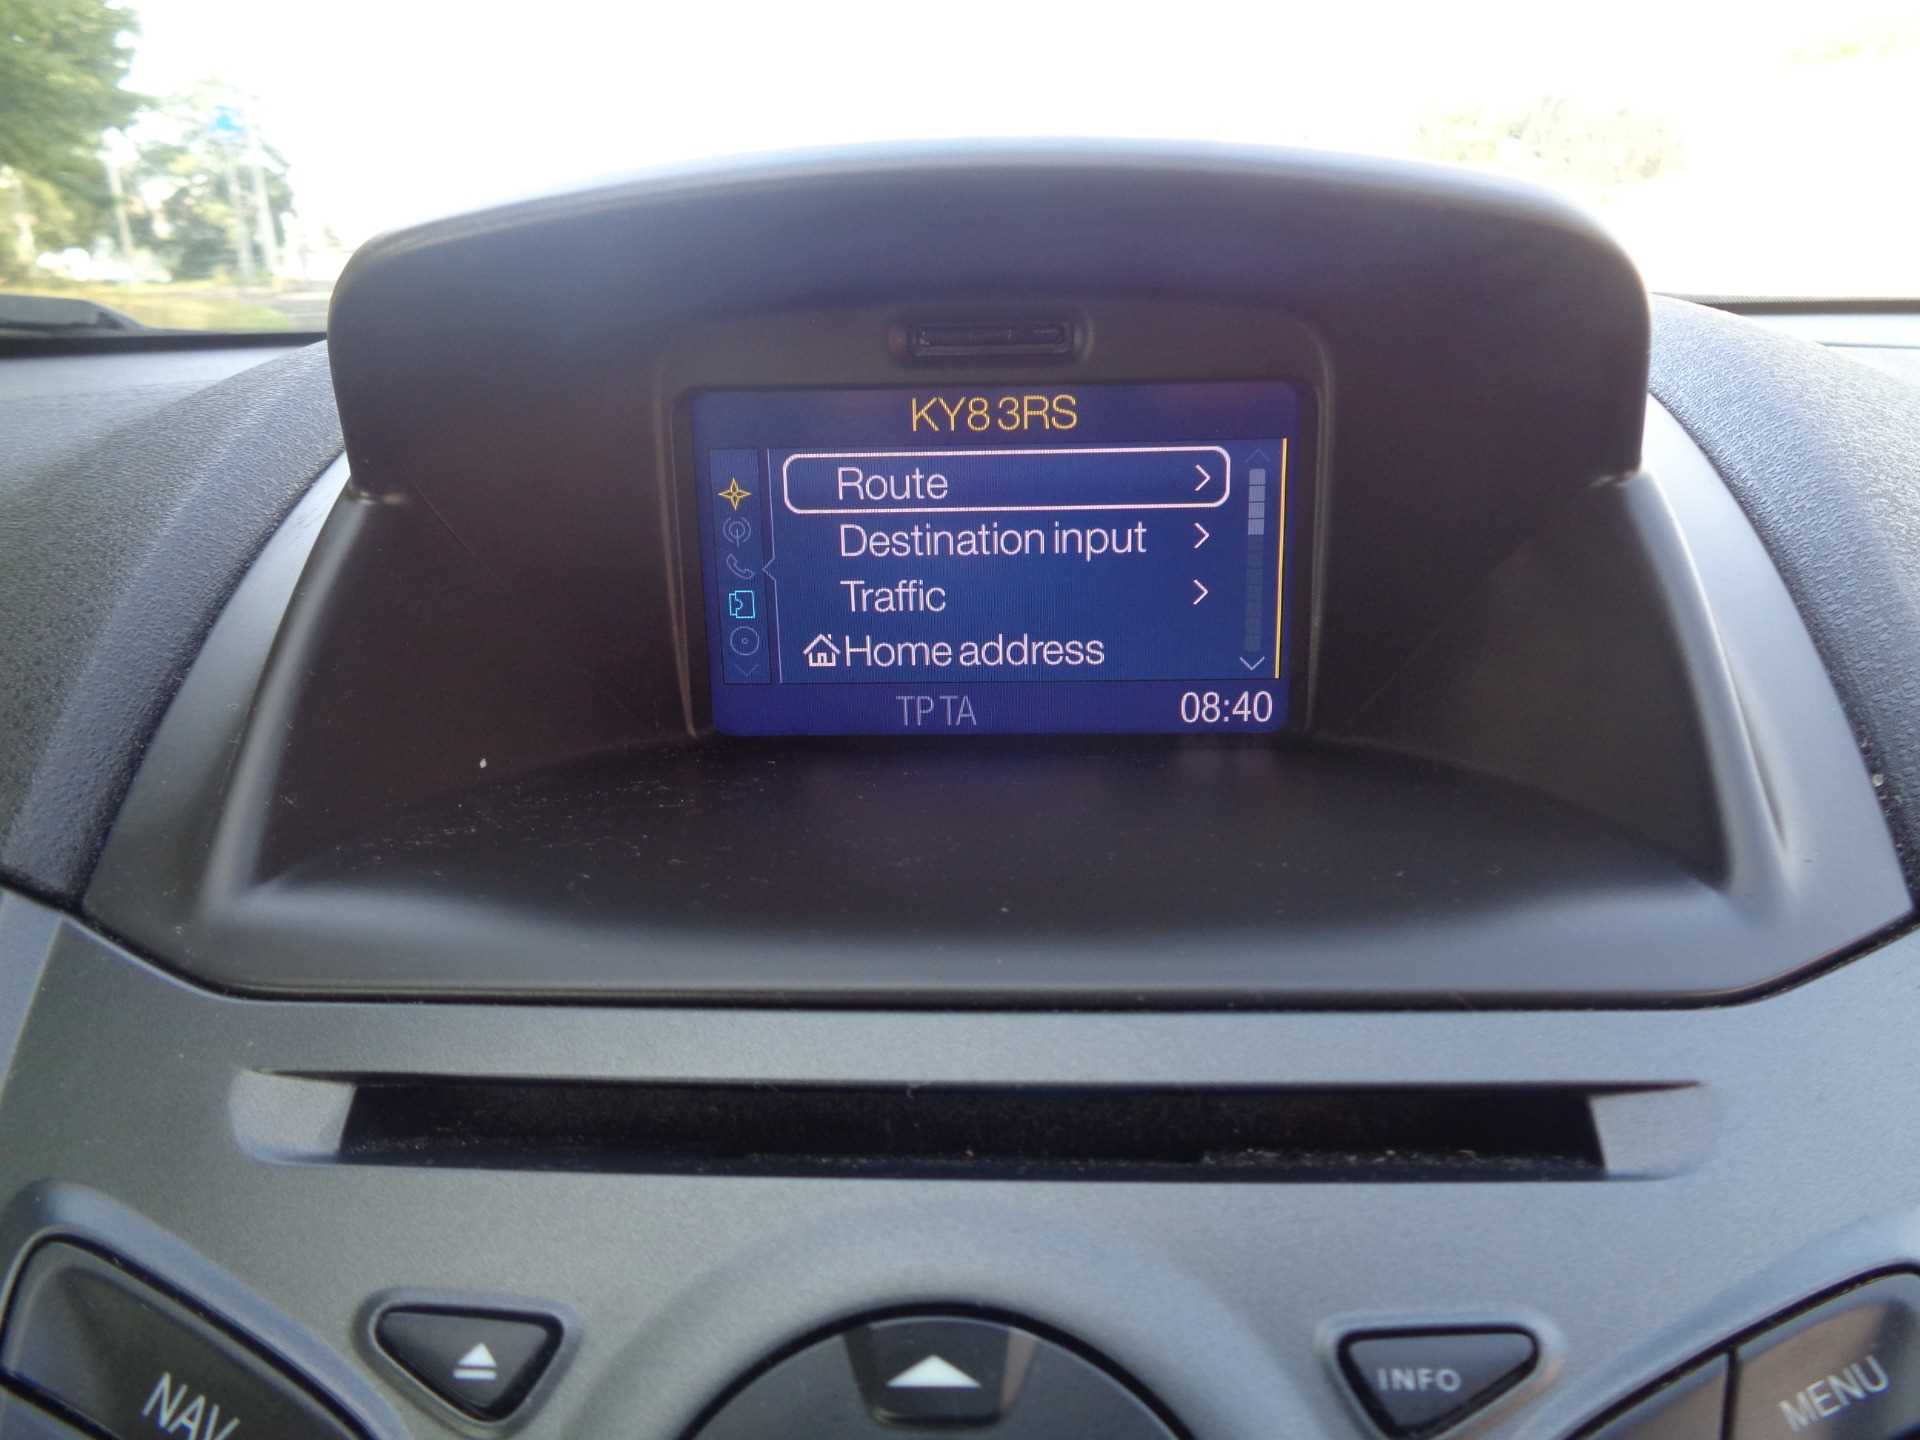 KY8 3RS
Route
Destination input
Traffic
Home address
TP TA 08:40
NAV
INFO
MENU